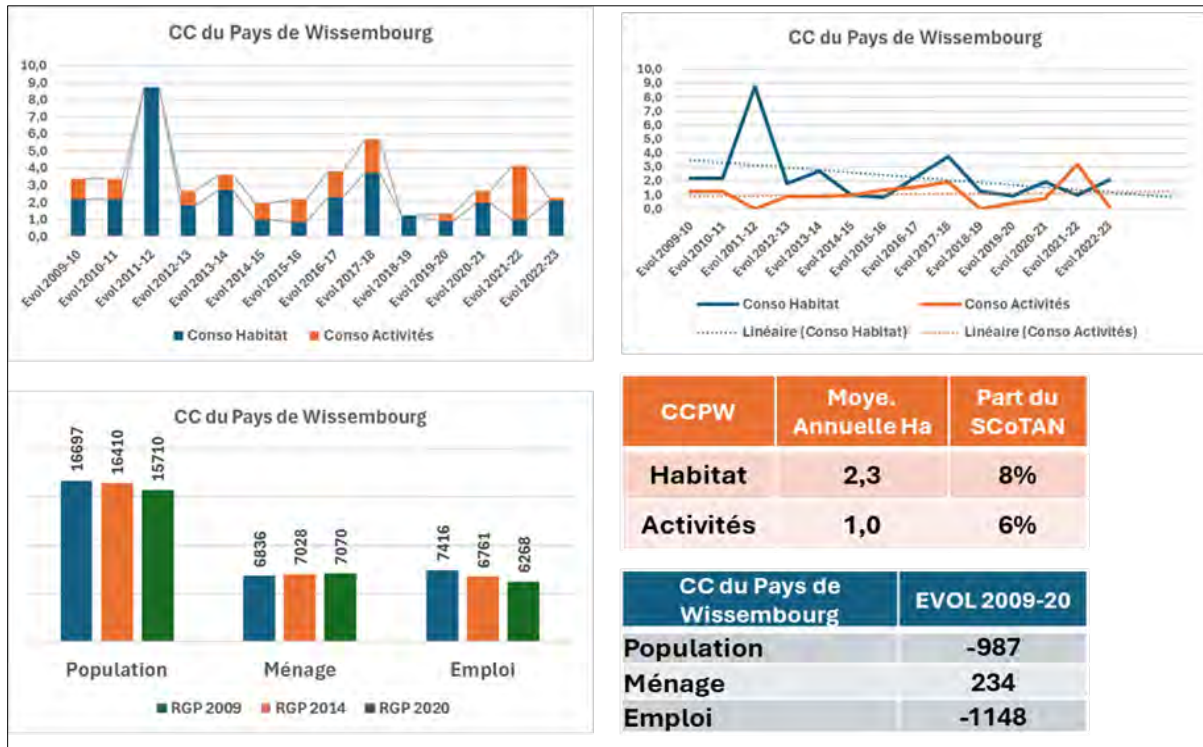 CC du Pays de Wissembourg
10,0
9,0
8,0
7,0
6,0
5,0
4,0
3,0
2,0
1,0
0,0
Evol 2009-10
Evol 2010-11
Evol 2011-12
Evol 2012-13
Evol 2013-14
Evol 2014-15
Evol 2015-16
Evol 2016-17
Evol 2017-18
Evol 2018-19
Evol 2019-20
Evol 2020-21
Evol 2021-22
Evol 2022-23
Conso Habitat Conso Activités
CC du Pays de Wissembourg
10,0
9,0
8,0
7,0
6,0
5,0
4,0
3,0
2,0
1,0
0,0
Evol 2009-10
Evol 2010-11
Evol 2011-12
Evol 2012-13
Evol 2013-14
Evol 2014-15
Evol 2015-16
Evol 2016-17
Evol 2017-18
Evol 2018-19
Evol 2019-20
Evol 2020-21
Evol 2021-22
Evol 2022-23
Conso Habitat Conso Activités
Linéaire (Conso Habitat) Linéaire (Conso Activités)
CC du Pays de Wissembourg
16697
16410
15710
6836
7028
7070
7416
6761
6268
Population Ménage Emploi
RGP 2009 RGP 2014 RGP 2020
CCPW Moye. Part du
Annuelle Ha SCoTAN
Habitat 2,3 8%
Activités 1,0 6%
CC du Pays de
Wissembourg EVOL 2009-20
Population -987
Ménage 234
Emploi -1148